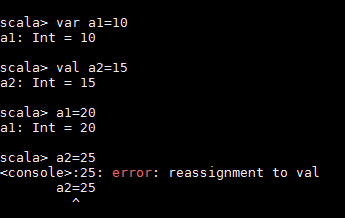 scala> var a1=10
a1: Int = 10
scala> val a2=15
a2: Int = 15
scala> a1=20
a1: Int = 20
scala> a2=25
<console>:25: error: reassignment to val
a2=25
^